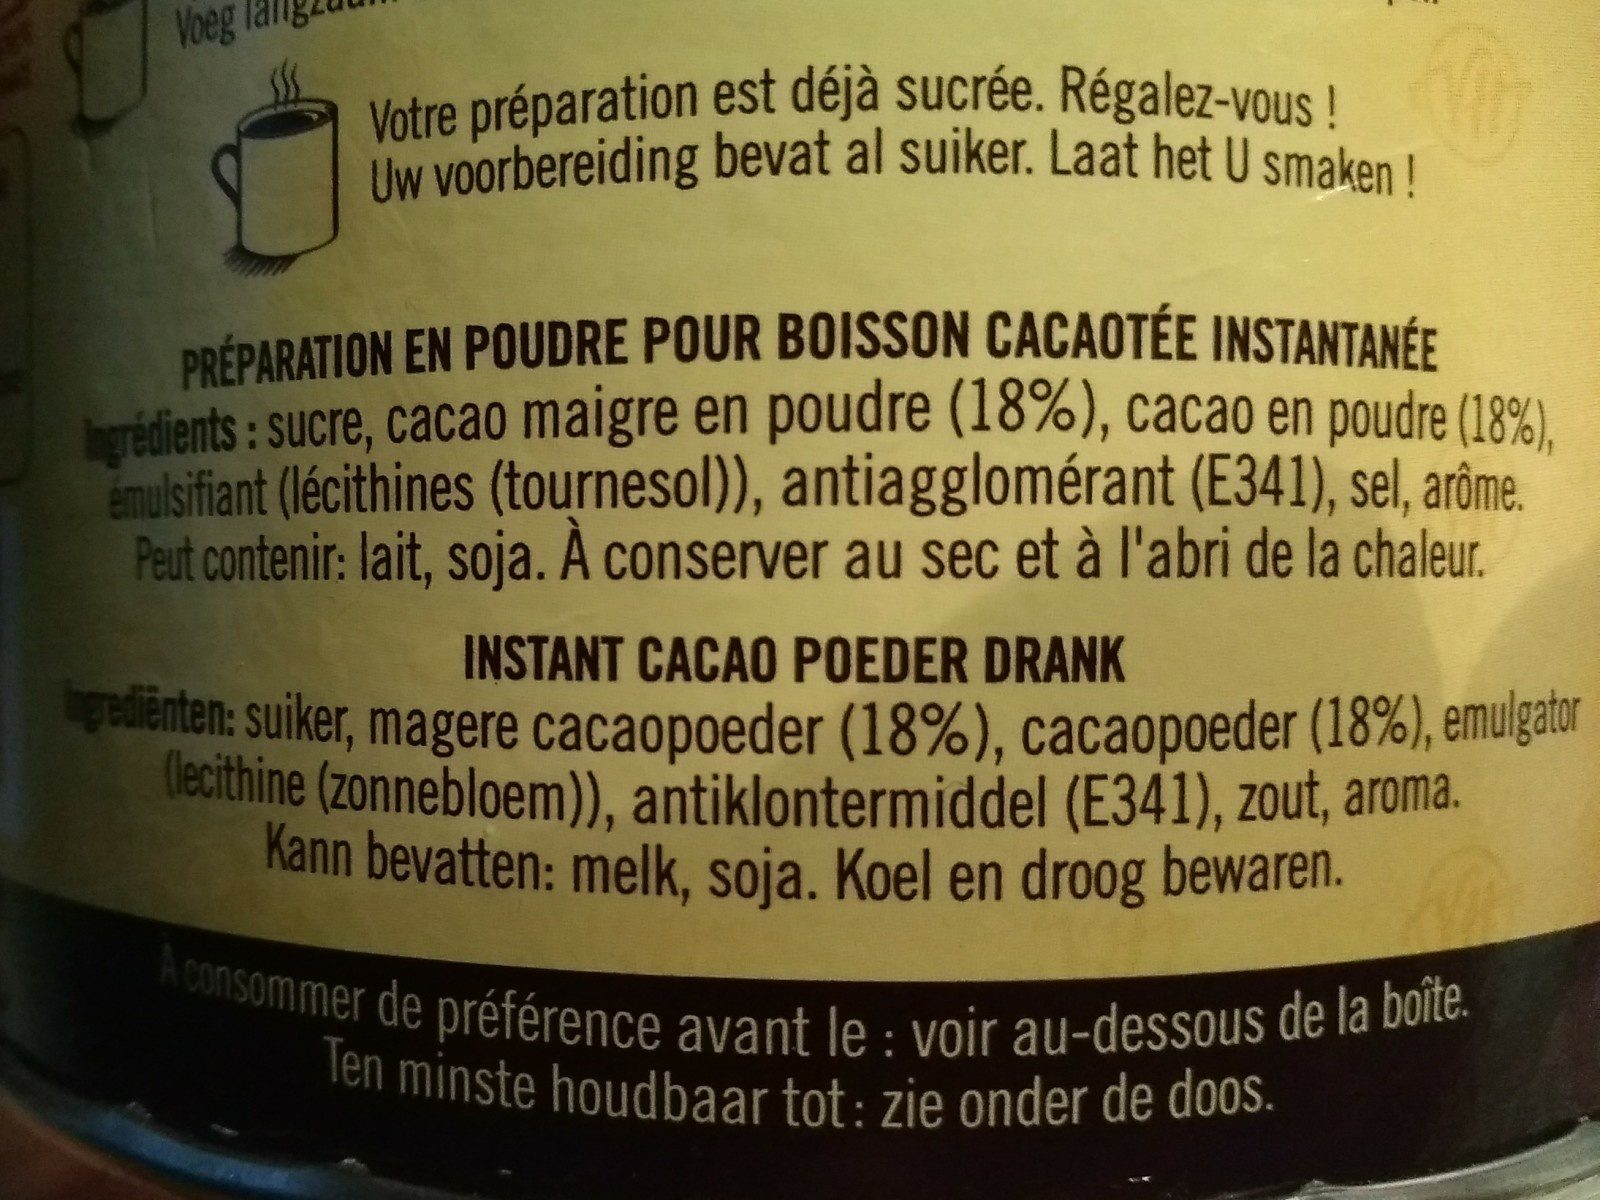 Voeg langzaam
Votre préparation est déjà sucrée. Régalez-vous !
Uw voorbereiding bevat al suiker. Laat het U smaken !
PRÉPARATION EN POUDRE POUR BOISSON CACAOTÉE INSTANTANÉE
Ingrédients : sucre, cacao maigre en poudre (18%), cacao en poudre (18%),
émulsifiant (lécithines (tournesol)), antiagglomérant (E341), sel, arôme.
Peut contenir: lait, soja. À conserver au sec et à l'abri de la chaleur.
INSTANT CACAO POEDER DRANK
Ingrediënten: suiker, magere cacaopoeder (18%), cacaopoeder (18%), emulgator
(lecithine (zonnebloem)), antiklontermiddel (E341), zout, aroma.
Kann bevatten: melk, soja. Koel en droog bewaren.
À consommer de préférence avant le : voir au-dessous de la boîte.
Ten minste houdbaar tot : zie onder de doos.